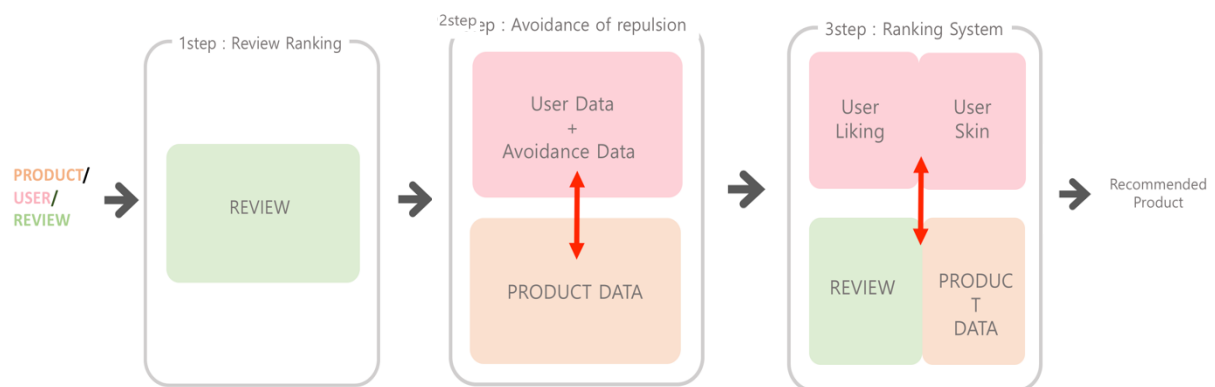 1step : Review Ranking
2step
ep : Avoidance of repulsion
3step : Ranking System
PRODUCT/
USER/
REVIEW
REVIEW
User Data
+
Avoidance Data
PRODUCT DATA
User
Liking
User
Skin
REVIEW
PRODUC
T
DATA
Recommended
Product